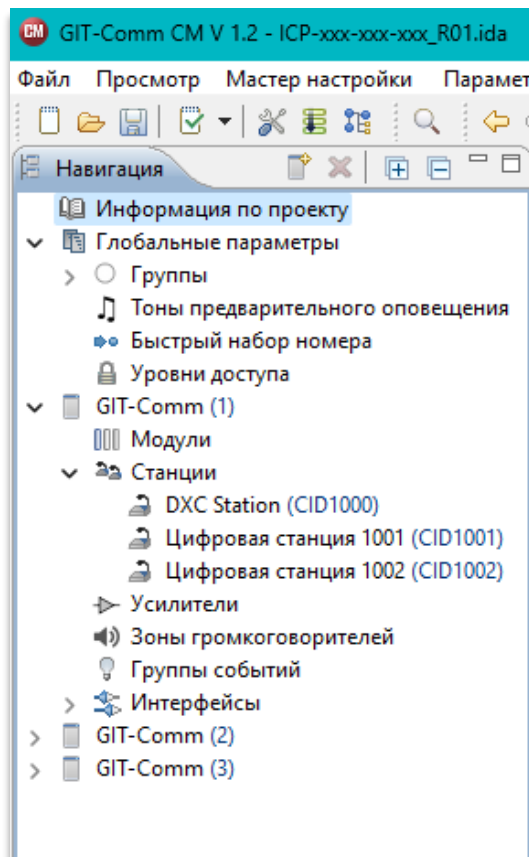 CM GIT-Comm CM V 1.2 - ICP-xxx-xxx-xxx_R01.ida
Файл Просмотр Мастер настройки Парамет
Навигация
Информация по проекту
Глобальные параметры
Группы
Тоны предварительного оповещения
Быстрый набор номера
Уровни доступа
GIT-Comm (1)
Модули
Станции
DXC Station (CID1000)
Цифровая станция 1001 (CID1001)
Цифровая станция 1002 (CID1002)
Усилители
Зоны громкоговорителей
Группы событий
Интерфейсы
GIT-Comm (2)
GIT-Comm (3)